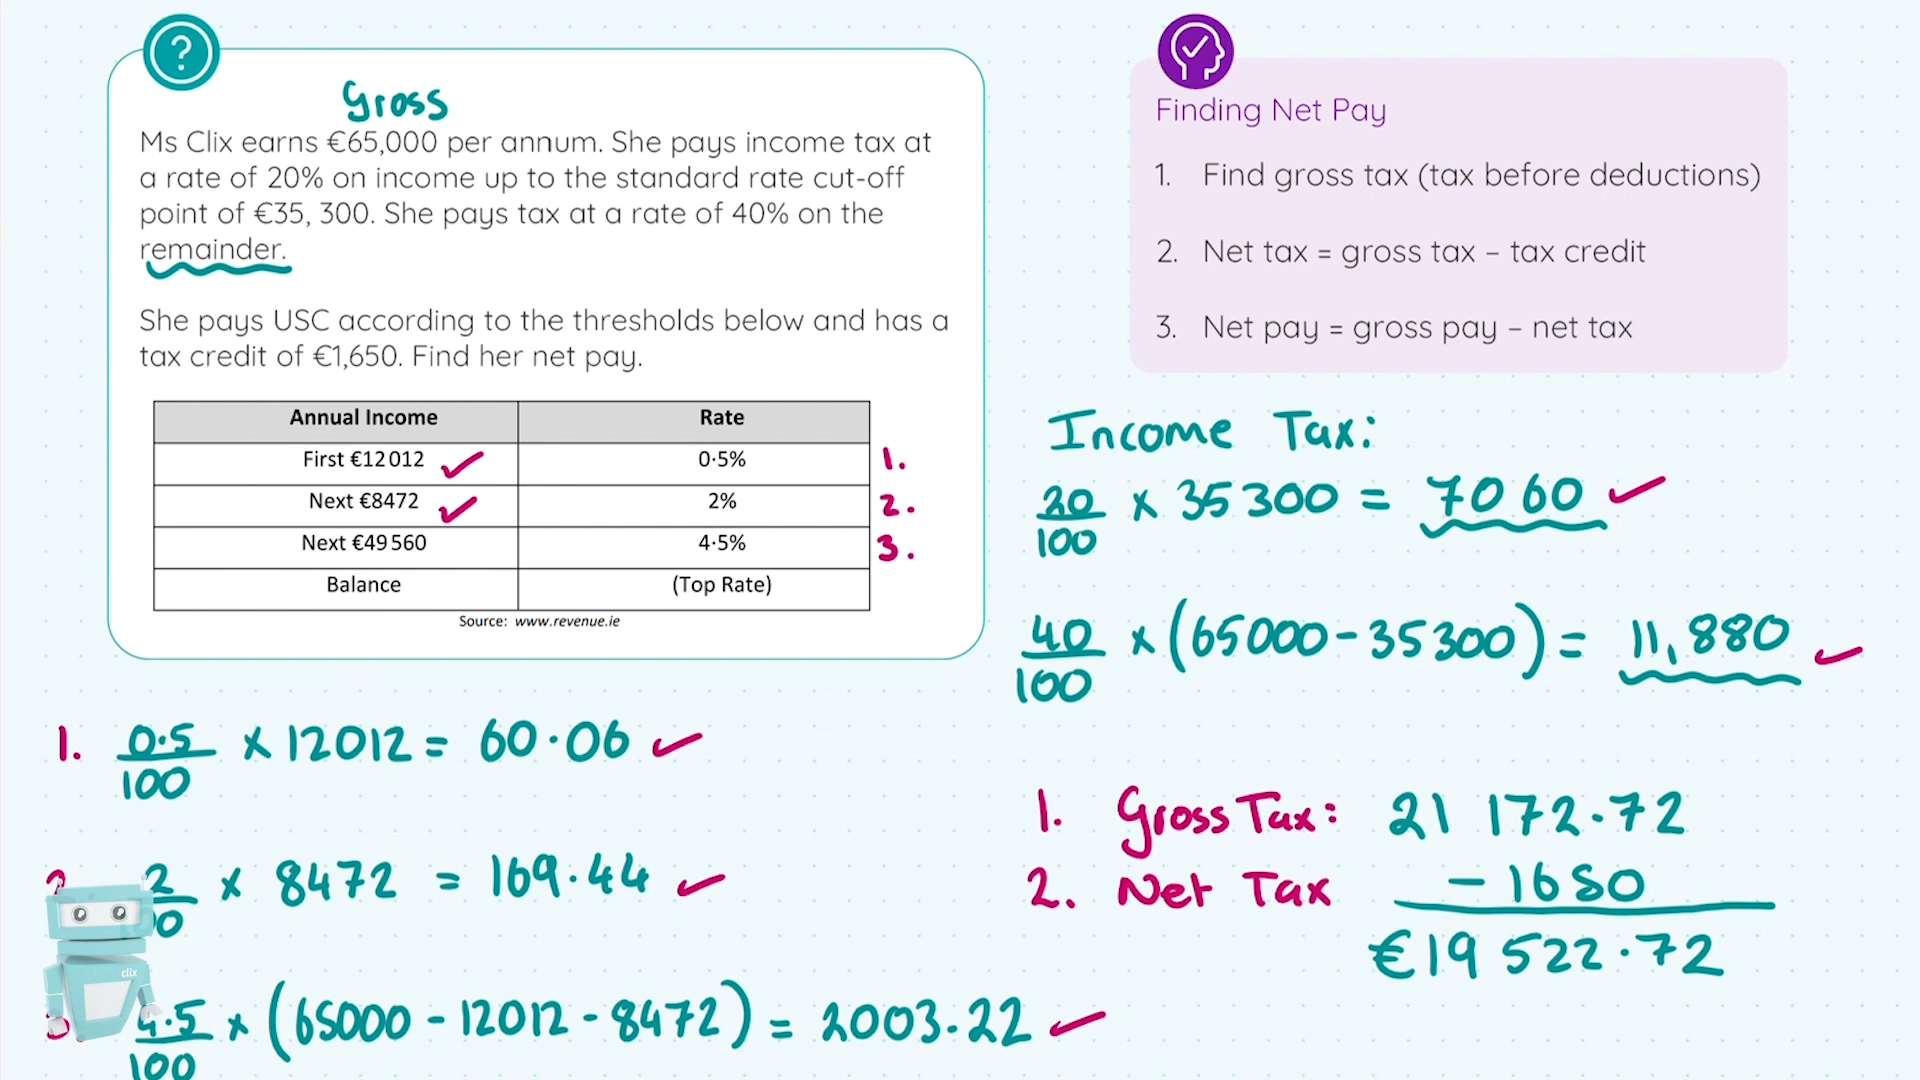 ?
Gross
Ms Clix earns €65,000 per annum. She pays income tax at
a rate of 20% on income up to the standard rate cut-off
point of €35, 300. She pays tax at a rate of 40% on the
remainder.
She pays USC according to the thresholds below and has a
tax credit of €1,650. Find her net pay.
Annual Income Rate
First €12 012 0·5% 1.
Next €8472 2% 2.
Next €49 560 4·5% 3.
Balance (Top Rate)
Source: www.revenue.ie
1. 0.5/100 × 12012 = 60.06
2/ × 8472 = 169.44
4.5/100 × (65000 - 12012 - 8472) = 2003.22
clix
Finding Net Pay
1. Find gross tax (tax before deductions)
2. Net tax = gross tax – tax credit
3. Net pay = gross pay – net tax
Income Tax:
20/100 × 35 300 = 7060
40/100 × (65000 - 35300) = 11,880
1. Gross Tax: 21 172.72
2. Net Tax - 1650
€19 522.72